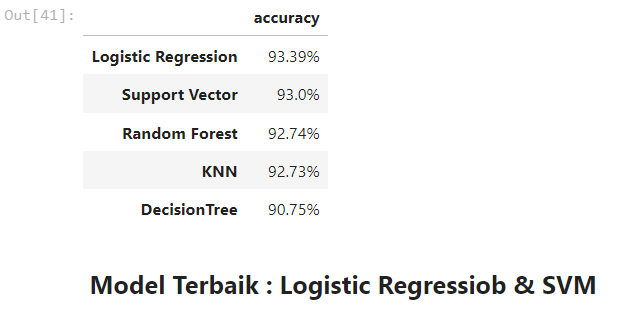 Out[41]:
accuracy
Logistic Regression 93.39%
Support Vector 93.0%
Random Forest 92.74%
KNN 92.73%
DecisionTree 90.75%
Model Terbaik : Logistic Regressiob & SVM